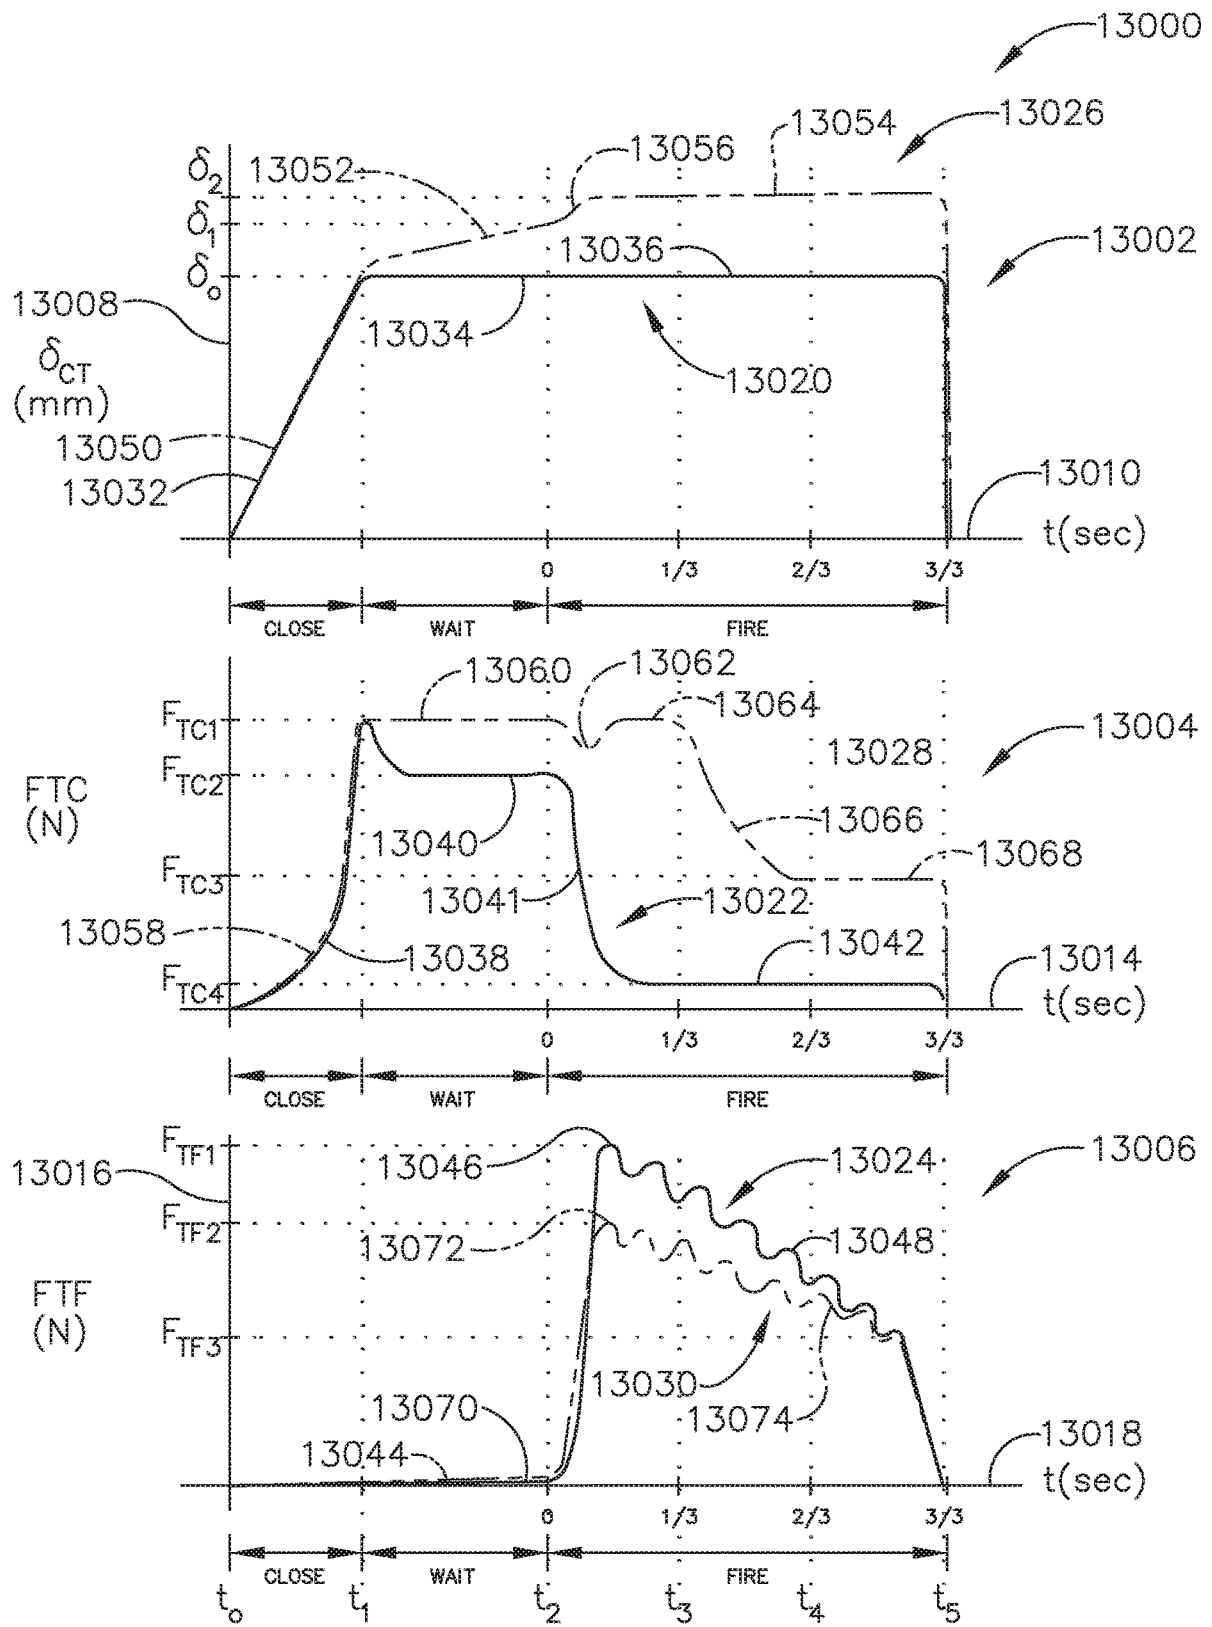 13000
13054
13026
13056
δ2
13052
δ1
13002
13036
δo
13008
13034
δCT
(mm)
13020
13050
13032
13010
t(sec)
0 1/3 2/3 3/3
CLOSE WAIT FIRE
13062
13060
FTC1
13064
13004
13028
FTC2
FTC
(N)
13066
13040
13068
FTC3
13041
13022
13058
13038
13042
13014
FTC4
t(sec)
0 1/3 2/3 3/3
CLOSE WAIT FIRE
FTF1
13046
13024
13006
13016
FTF2
13072
13048
FTF
(N)
FTF3
13030
13074
13070
13044
13018
t(sec)
0 1/3 2/3 3/3
CLOSE WAIT FIRE
to t1 t2 t3 t4 t5